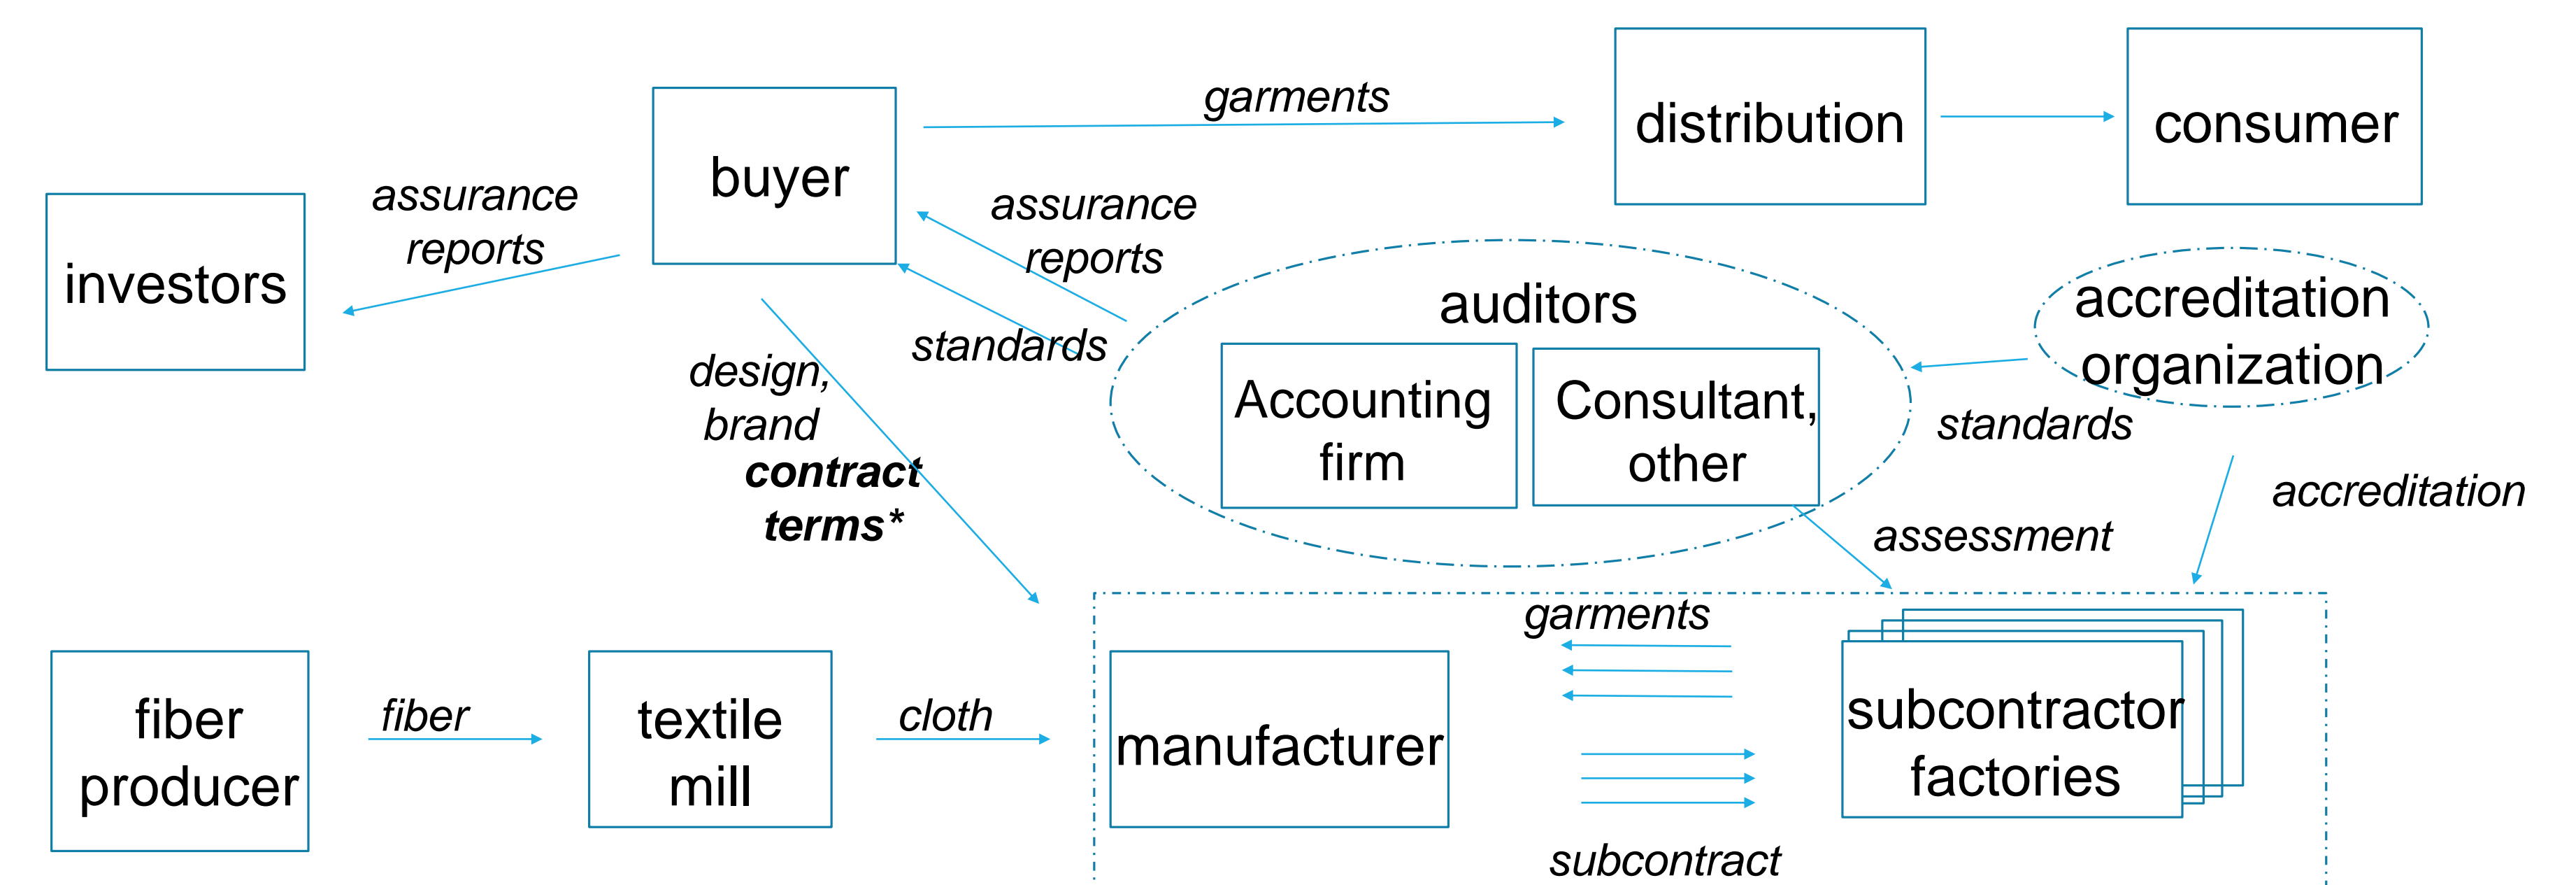 garments
distribution
consumer
buyer
assurance
reports
assurance
reports
investors
auditors
accreditation
organization
standards
design,
brand
contract
terms*
Accounting
firm
Consultant,
other
standards
accreditation
assessment
garments
fiber
producer
fiber
textile
mill
cloth
manufacturer
subcontractor
factories
subcontract